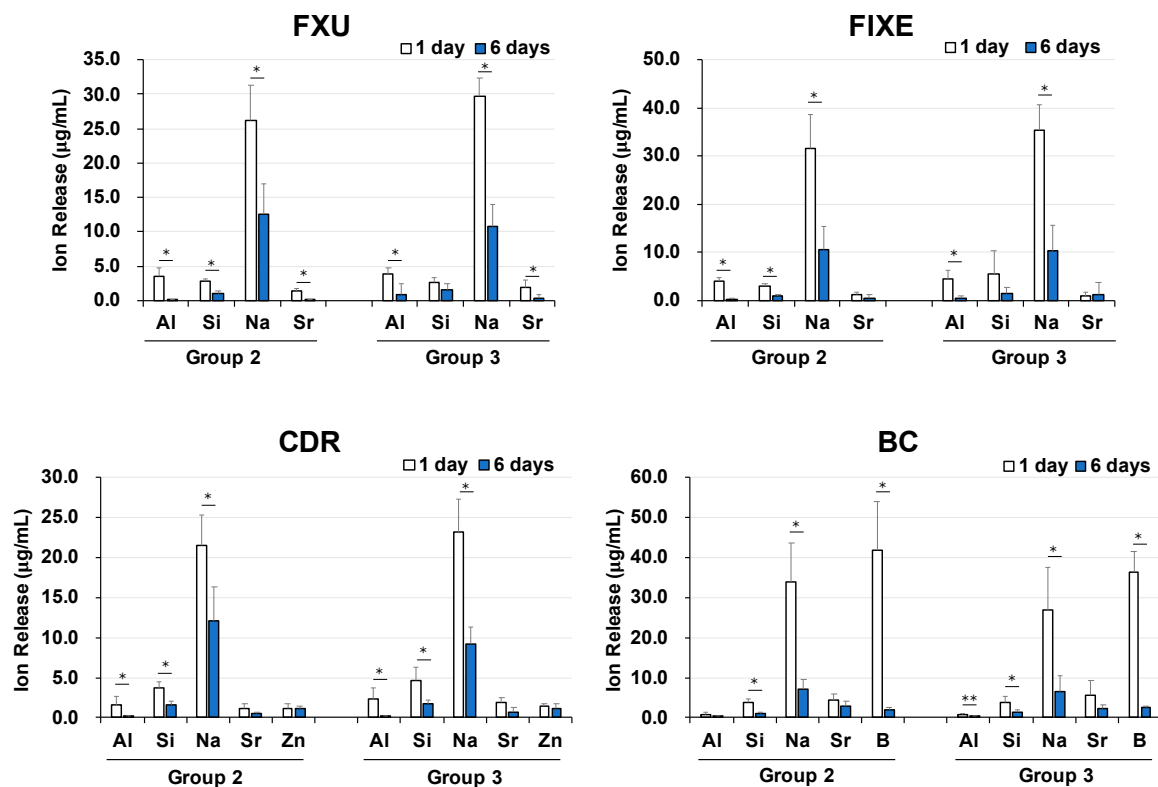 FXU
1 day 6 days
Ion Release (µg/mL)
35.0
30.0
25.0
20.0
15.0
10.0
5.0
0.0
* * * * * * *
Al Si Na Sr Al Si Na Sr
Group 2 Group 3
FIXE
1 day 6 days
Ion Release (µg/mL)
50.0
40.0
30.0
20.0
10.0
0.0
* * * * *
Al Si Na Sr Al Si Na Sr
Group 2 Group 3
CDR
1 day 6 days
Ion Release (µg/mL)
30.0
25.0
20.0
15.0
10.0
5.0
0.0
* * * * * *
Al Si Na Sr Zn Al Si Na Sr Zn
Group 2 Group 3
BC
1 day 6 days
Ion Release (µg/mL)
60.0
50.0
40.0
30.0
20.0
10.0
0.0
* * * ** * * *
Al Si Na Sr B Al Si Na Sr B
Group 2 Group 3